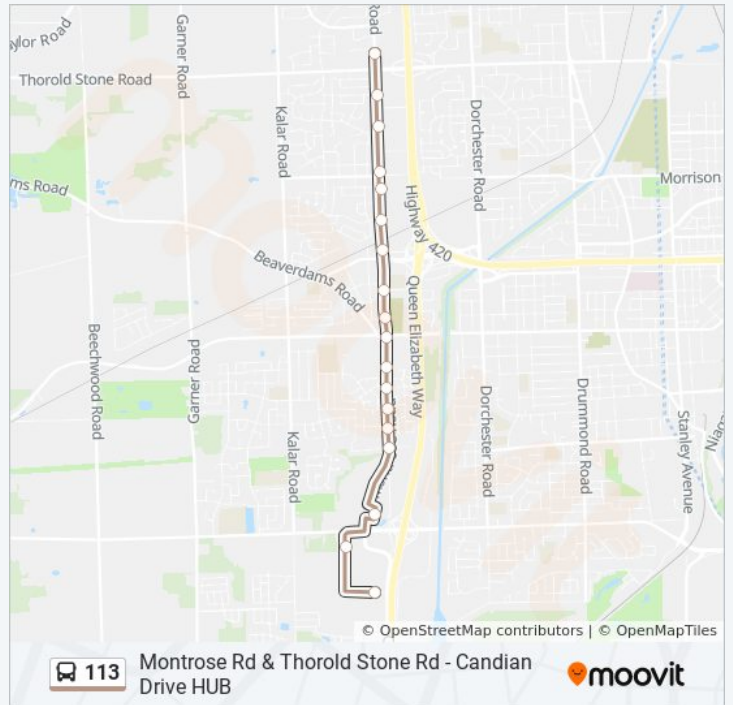 Road
aylor Road
Garner Road
Thorold Stone Road
Kalar Road
Dorchester Road
ms Road
Morrison
Highway 420
Beaverdams Road
Queen Elizabeth Way
Beechwood Road
Garner Road
Kalar Road
Dorchester Road
Drummond Road
Stanley Avenue
Niaga
© OpenStreetMap contributors | © OpenMapTiles
113 Montrose Rd & Thorold Stone Rd - Candian
Drive HUB
moovit